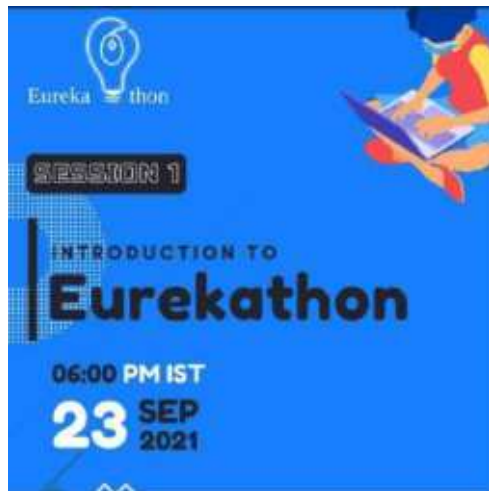 Eureka thon
SESSION 1
INTRODUCTION TO
Eurekathon
06:00 PM IST
23 SEP
2021